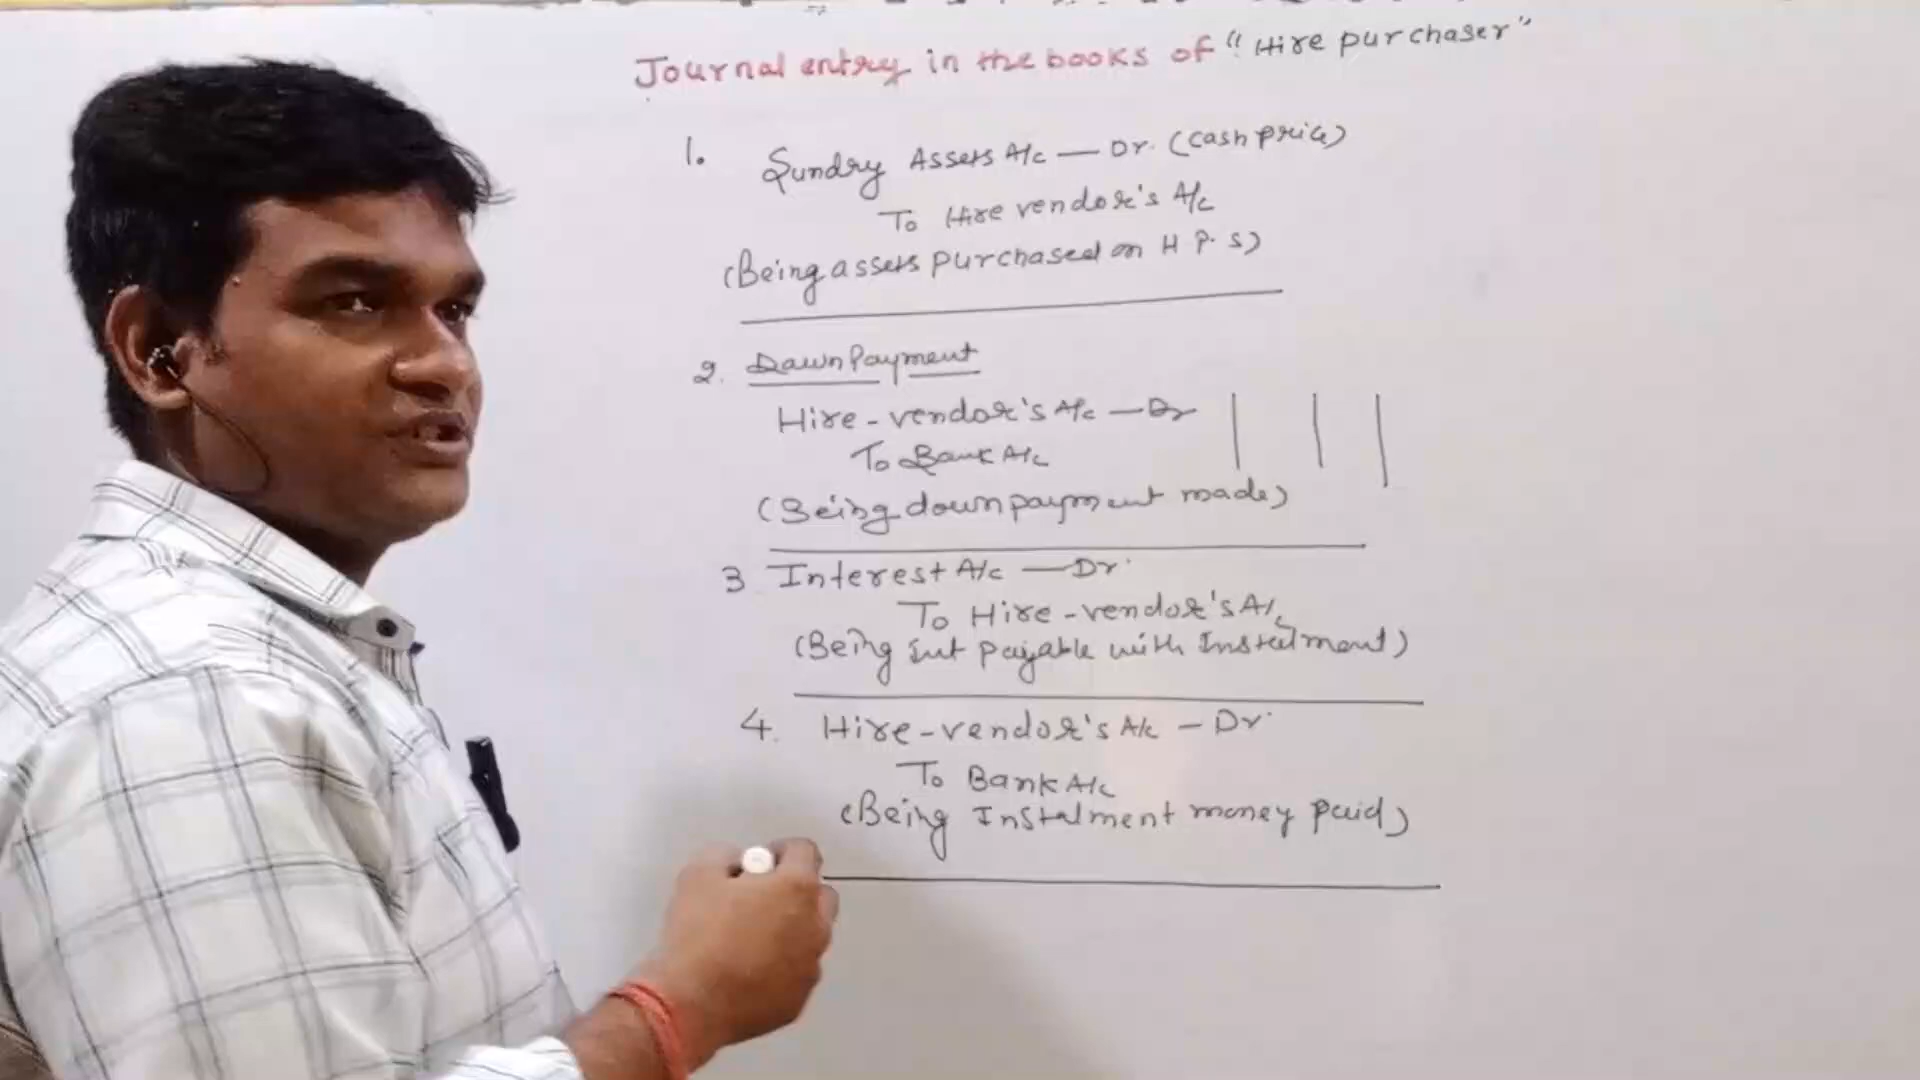 Journal entry in the books of "Hire purchaser"
1. Sundry Assets A/c — Dr. (cash price)
To Hire vendor's A/c
(Being assets purchased on H P. S)
2. Down Payment
Hire-vendor's A/c — Dr
To Bank A/c
(Being down payment made)
3 Interest A/c — Dr.
To Hire-vendor's A/c
(Being Int payable with Instalment)
4. Hire-vendor's A/c — Dr.
To Bank A/c
(Being Instalment money paid)